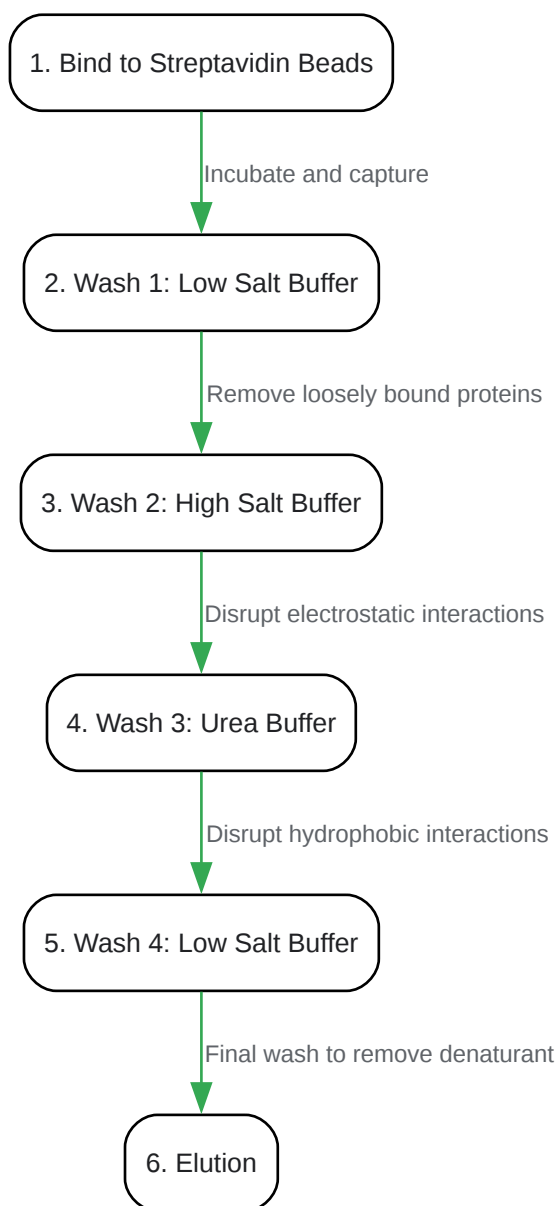 1. Bind to Streptavidin Beads
Incubate and capture
2. Wash 1: Low Salt Buffer
Remove loosely bound proteins
3. Wash 2: High Salt Buffer
Disrupt electrostatic interactions
4. Wash 3: Urea Buffer
Disrupt hydrophobic interactions
5. Wash 4: Low Salt Buffer
Final wash to remove denaturant
6. Elution